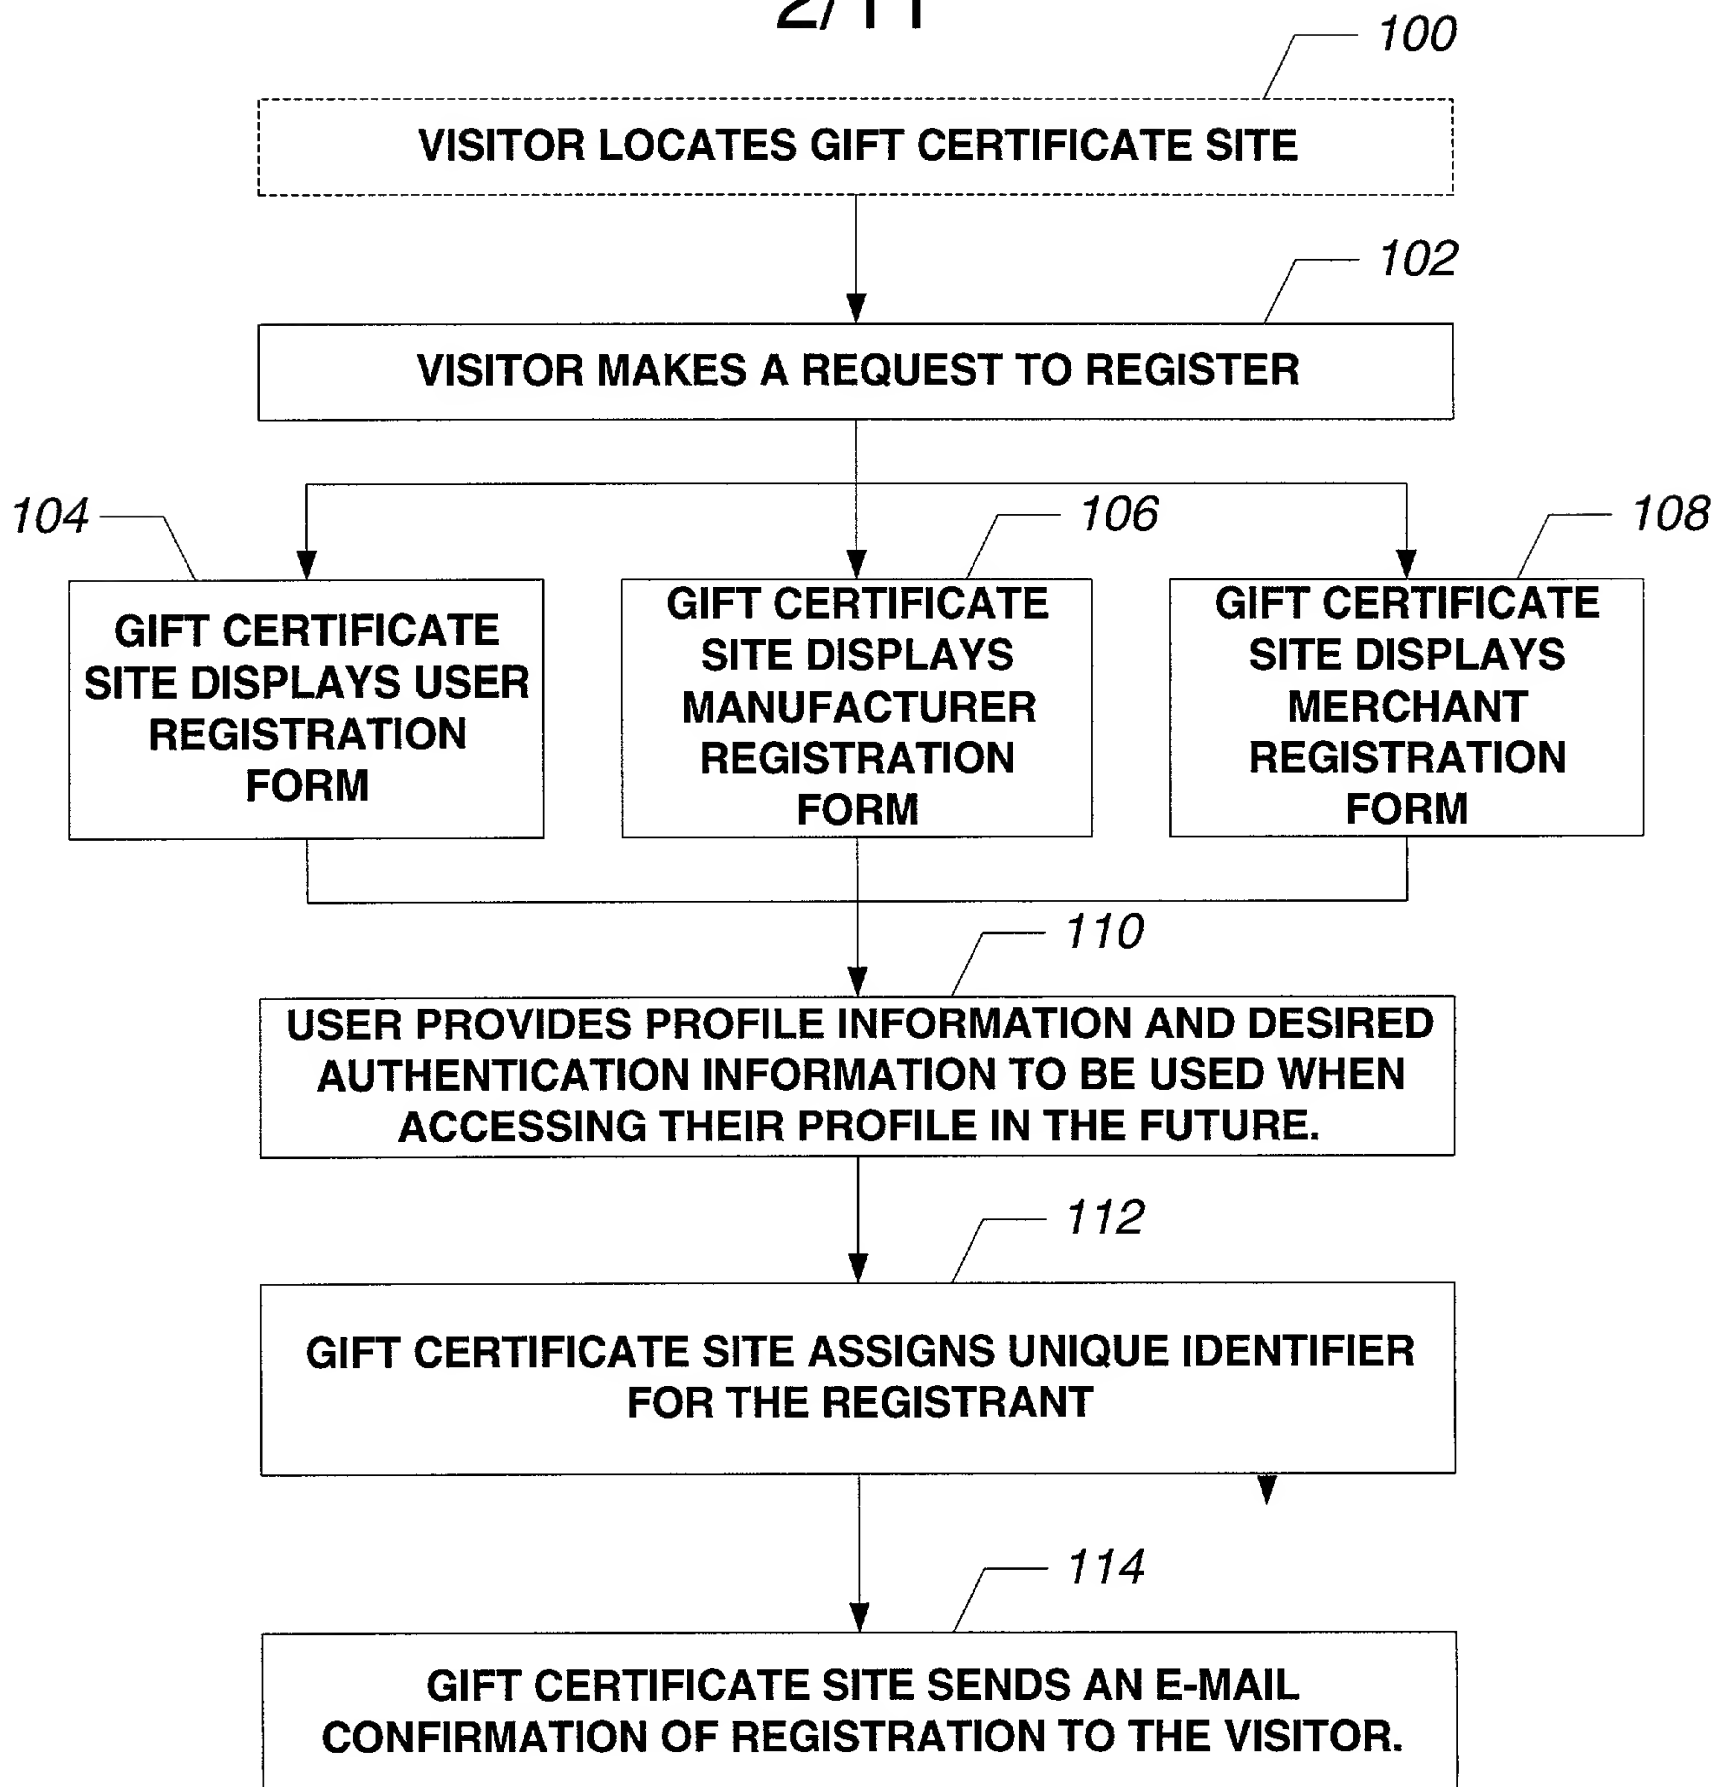 2/11
100
VISITOR LOCATES GIFT CERTIFICATE SITE
102
VISITOR MAKES A REQUEST TO REGISTER
104
106
108
GIFT CERTIFICATE
SITE DISPLAYS USER
REGISTRATION
FORM
GIFT CERTIFICATE
SITE DISPLAYS
MANUFACTURER
REGISTRATION
FORM
GIFT CERTIFICATE
SITE DISPLAYS
MERCHANT
REGISTRATION
FORM
110
USER PROVIDES PROFILE INFORMATION AND DESIRED
AUTHENTICATION INFORMATION TO BE USED WHEN
ACCESSING THEIR PROFILE IN THE FUTURE.
112
GIFT CERTIFICATE SITE ASSIGNS UNIQUE IDENTIFIER
FOR THE REGISTRANT
114
GIFT CERTIFICATE SITE SENDS AN E-MAIL
CONFIRMATION OF REGISTRATION TO THE VISITOR.